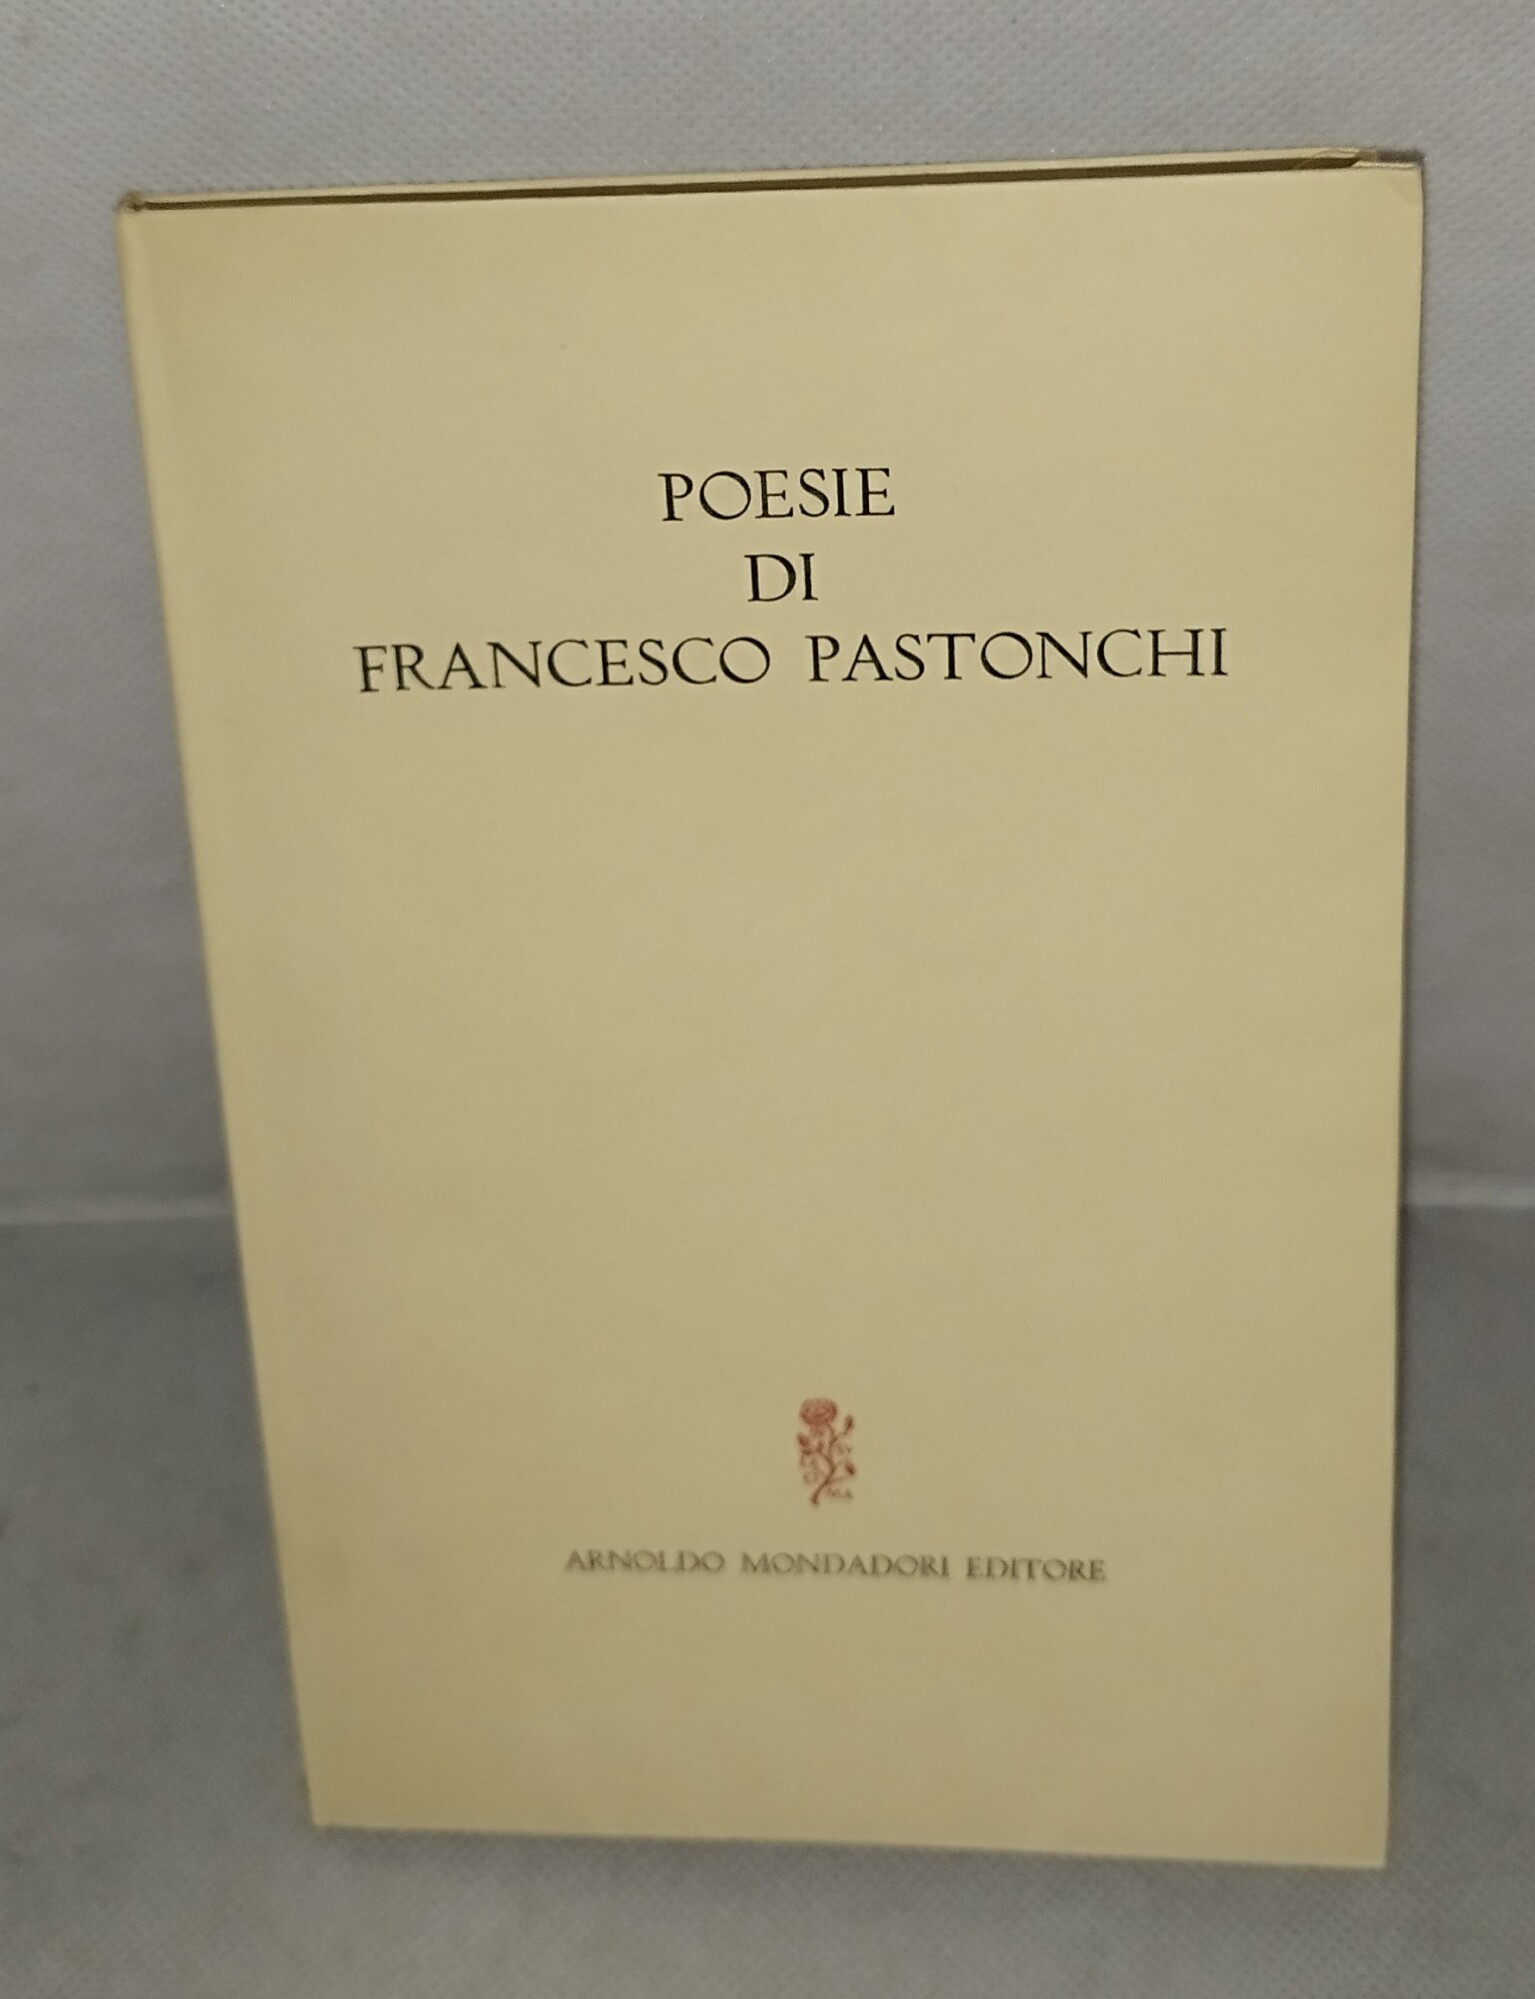 POESIE
DI
FRANCESCO PASTONCHI
ARNOLDO MONDADORI EDITORE